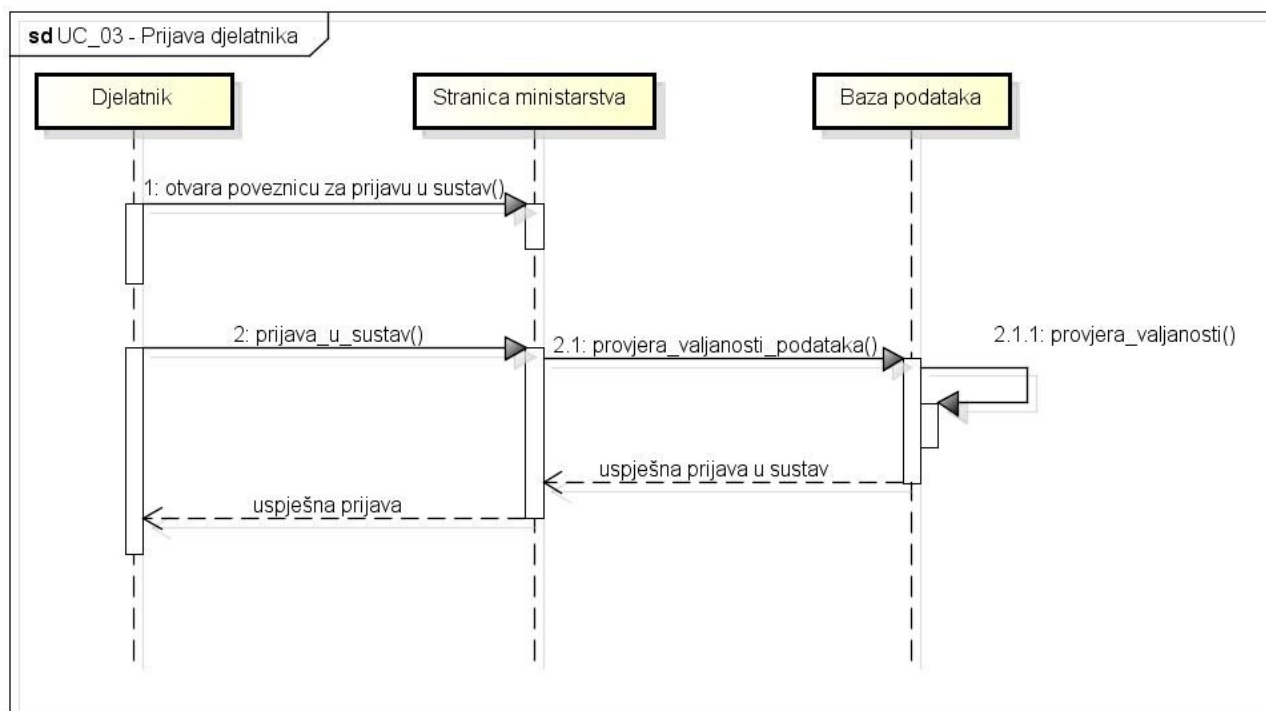 sd UC_03 - Prijava djelatnika
Djelatnik
Stranica ministarstva
Baza podataka
1: otvara poveznicu za prijavu u sustav()
2: prijava_u_sustav()
2.1: provjera_valjanosti_podataka()
2.1.1: provjera_valjanosti()
uspješna prijava u sustav
uspješna prijava